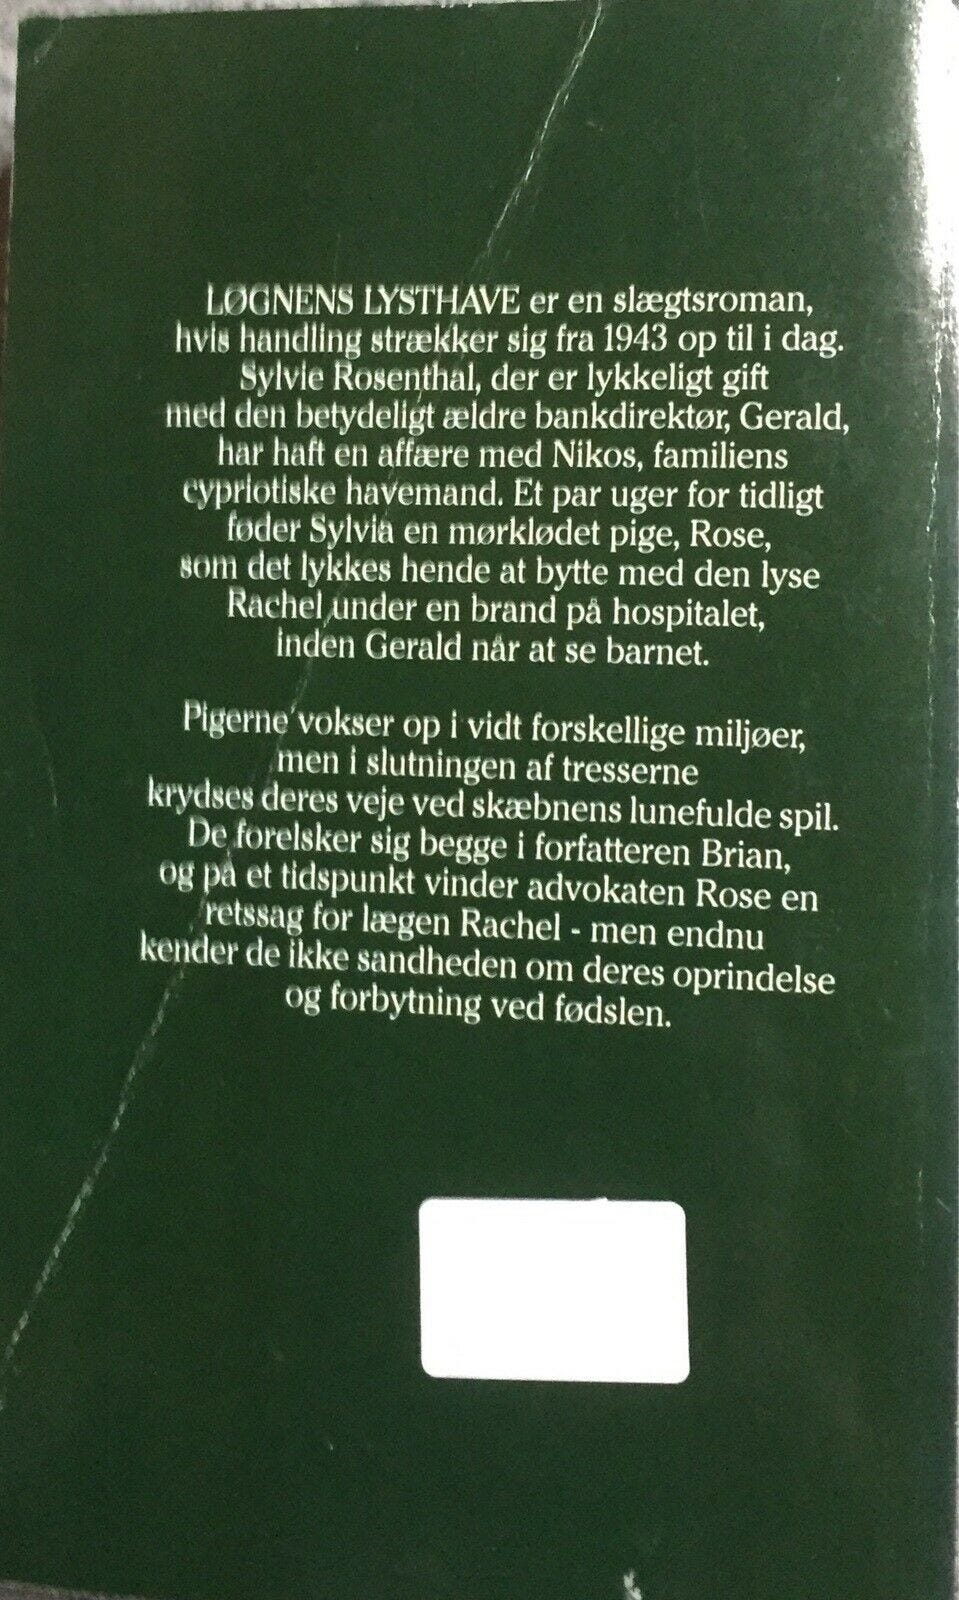 LØGNENS LYSTHAVE er en slægtsroman,
hvis handling strækker sig fra 1943 op til i dag.
Sylvie Rosenthal, der er lykkeligt gift
med den betydeligt ældre bankdirektør, Gerald,
har haft en affære med Nikos, familiens
cypriotiske havemand. Et par uger for tidligt
føder Sylvia en mørklødet pige, Rose,
som det lykkes hende at bytte med den lyse
Rachel under en brand på hospitalet,
inden Gerald når at se barnet.
Pigerne vokser op i vidt forskellige miljøer,
men i slutningen af tresserne
krydses deres veje ved skæbnens lunefulde spil.
De forelsker sig begge i forfatteren Brian,
og på et tidspunkt vinder advokaten Rose en
retssag for lægen Rachel - men endnu
kender de ikke sandheden om deres oprindelse
og forbytning ved fødslen.